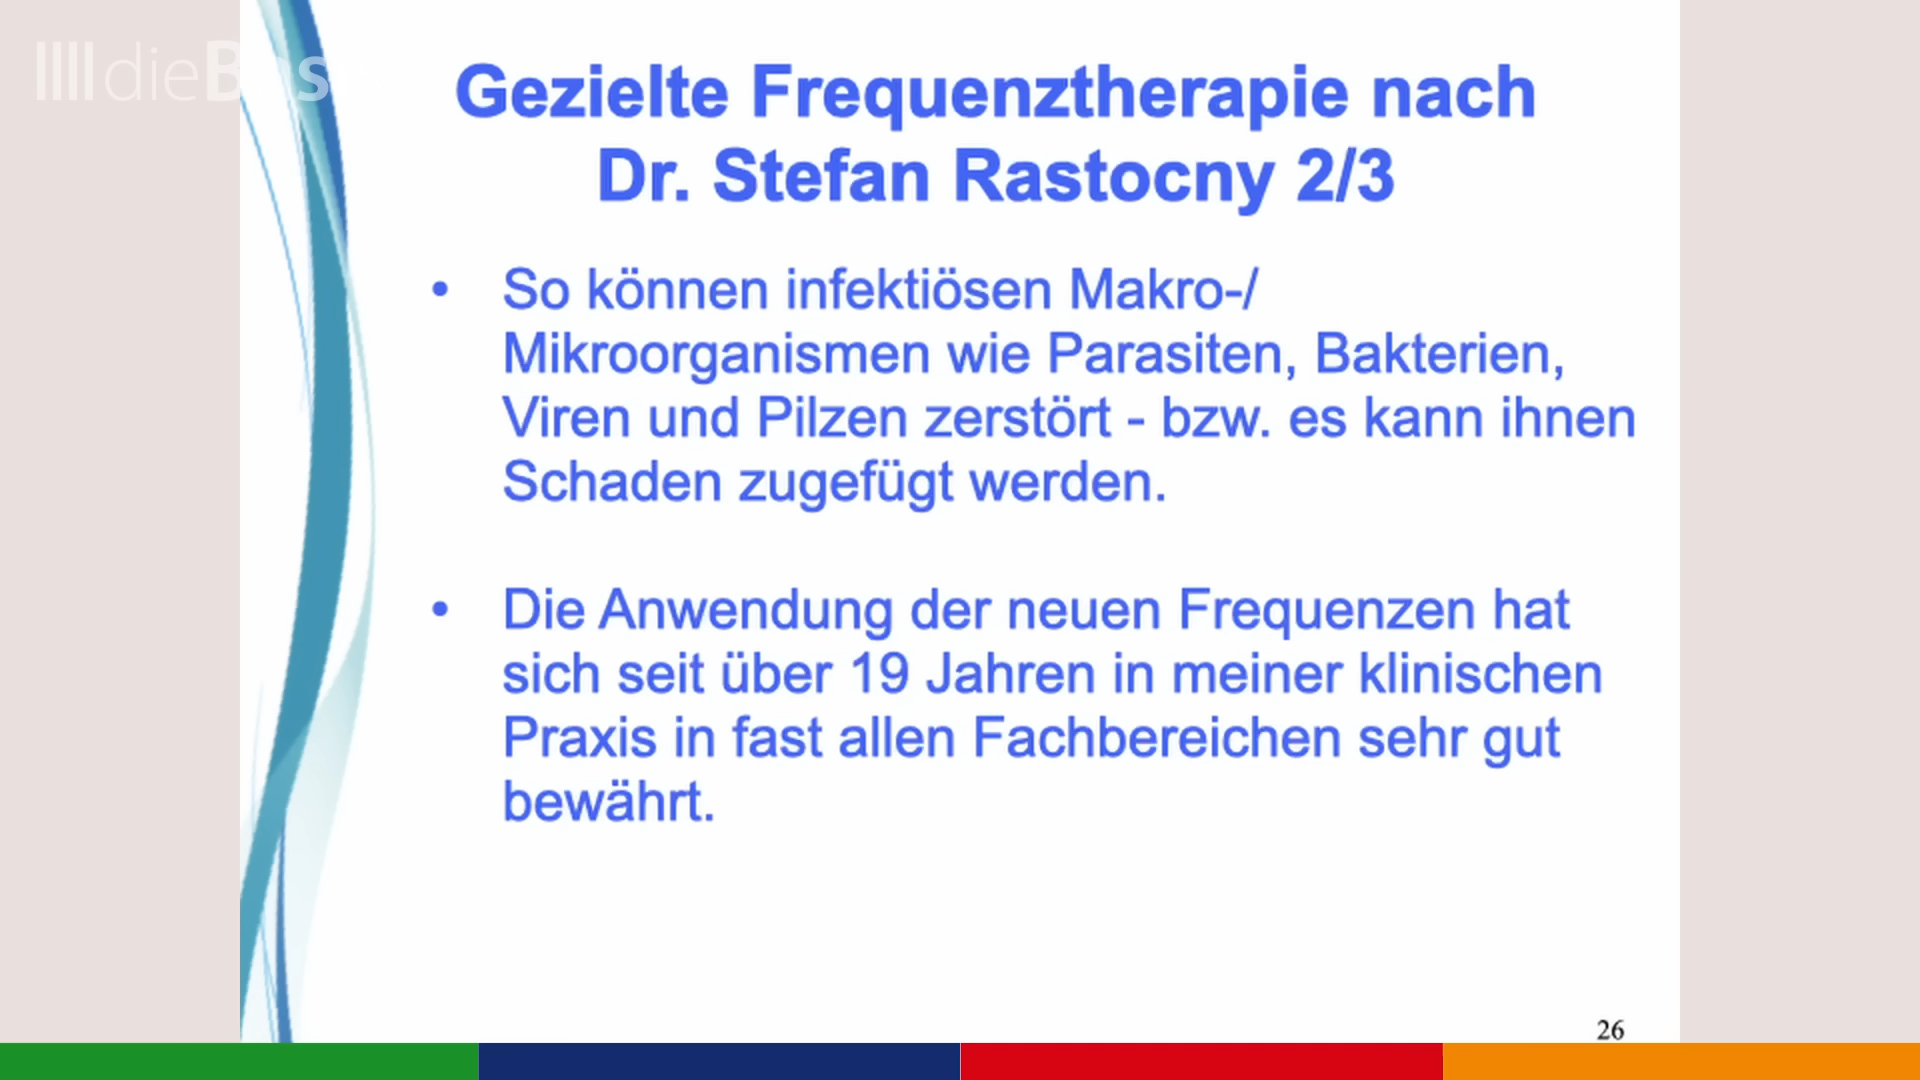 dieBas
Gezielte Frequenztherapie nach
Dr. Stefan Rastocny 2/3
• So können infektiösen Makro-/
Mikroorganismen wie Parasiten, Bakterien,
Viren und Pilzen zerstört - bzw. es kann ihnen
Schaden zugefügt werden.
• Die Anwendung der neuen Frequenzen hat
sich seit über 19 Jahren in meiner klinischen
Praxis in fast allen Fachbereichen sehr gut
bewährt.
26